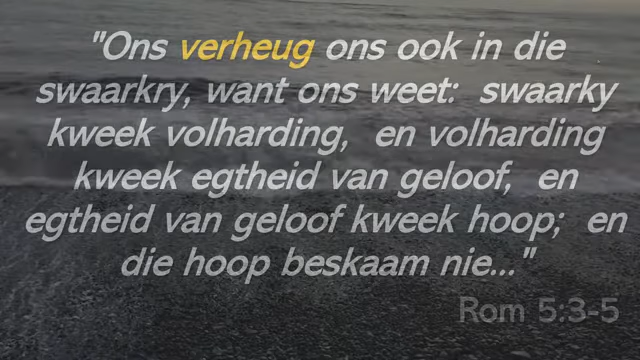 "Ons verheug ons ook in die
swaarkry, want ons weet: swaarky
kweek volharding, en volharding
kweek egtheid van geloof, en
egtheid van geloof kweek hoop; en
die hoop beskaam nie..."
Rom 5:3-5